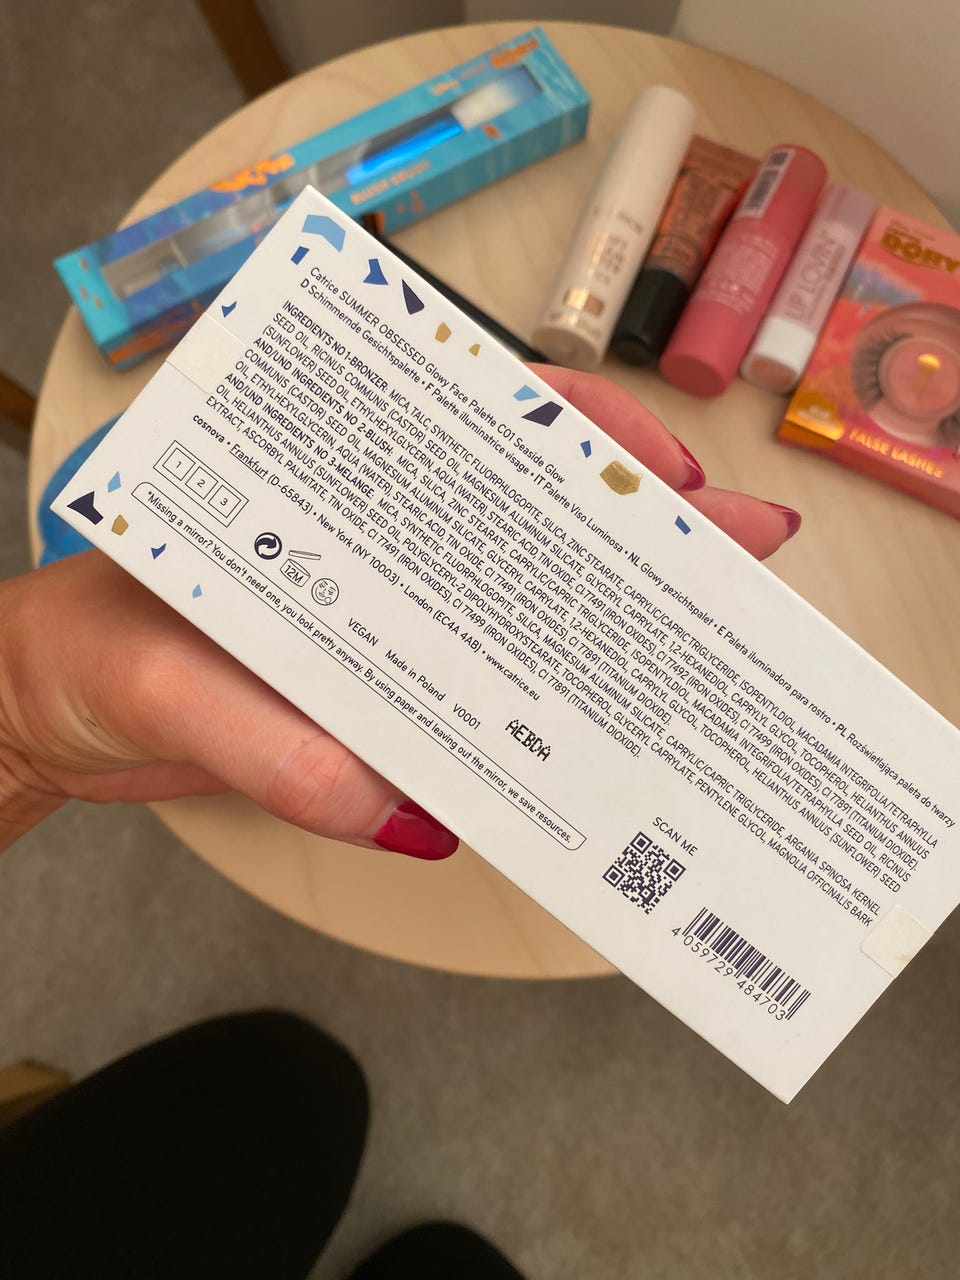 Catrice SUMMER OBSESSED Glowy Face Palette C01 Seaside Glow
D Schimmernde Gesichtspalette • F Palette illuminatrice visage • IT Palette Viso Luminosa • NL Glowy gezichtspalet • E Paleta iluminadora para rostro • PL Rozświetlająca paleta do twarzy
INGREDIENTS NO 1-BRONZER: MICA, TALC, SYNTHETIC FLUORPHLOGOPITE, SILICA, ZINC STEARATE, CAPRYLIC/CAPRIC TRIGLYCERIDE, ISOPENTYLDIOL, MACADAMIA INTEGRIFOLIA/TETRAPHYLLA
SEED OIL, RICINUS COMMUNIS (CASTOR) SEED OIL, MAGNESIUM ALUMINUM SILICATE, GLYCERYL CAPRYLATE, 1,2-HEXANEDIOL, CAPRYLYL GLYCOL, TOCOPHEROL, HELIANTHUS ANNUUS
(SUNFLOWER) SEED OIL, ETHYLHEXYLGLYCERIN, AQUA (WATER), STEARIC ACID, TIN OXIDE, CI 77491 (IRON OXIDES), CI 77492 (IRON OXIDES), CI 77499 (IRON OXIDES), CI 77891 (TITANIUM DIOXIDE).
AND/UND INGREDIENTS NO 2-BLUSH: MICA, SILICA, ZINC STEARATE, CAPRYLIC/CAPRIC TRIGLYCERIDE, ISOPENTYLDIOL, MACADAMIA INTEGRIFOLIA/TETRAPHYLLA SEED OIL, RICINUS
COMMUNIS (CASTOR) SEED OIL, MAGNESIUM ALUMINUM SILICATE, GLYCERYL CAPRYLATE, 1,2-HEXANEDIOL, CAPRYLYL GLYCOL, TOCOPHEROL, HELIANTHUS ANNUUS (SUNFLOWER) SEED
OIL, ETHYLHEXYLGLYCERIN, AQUA (WATER), STEARIC ACID, TIN OXIDE, CI 77491 (IRON OXIDES), CI 77891 (TITANIUM DIOXIDE).
AND/UND INGREDIENTS NO 3-MELANGE: MICA, SYNTHETIC FLUORPHLOGOPITE, SILICA, MAGNESIUM ALUMINUM SILICATE, CAPRYLIC/CAPRIC TRIGLYCERIDE, ARGANIA SPINOSA KERNEL
OIL, HELIANTHUS ANNUUS (SUNFLOWER) SEED OIL, POLYGLYCERYL-2 DIPOLYHYDROXYSTEARATE, TOCOPHEROL, GLYCERYL CAPRYLATE, PENTYLENE GLYCOL, MAGNOLIA OFFICINALIS BARK
EXTRACT, ASCORBYL PALMITATE, TIN OXIDE, CI 77491 (IRON OXIDES), CI 77499 (IRON OXIDES), CI 77891 (TITANIUM DIOXIDE).
cosnova • Frankfurt (D-65843) • New York (NY 10003) • London (EC4A 4AB) • www.catrice.eu
1 2 3
12M
VEGAN Made in Poland V0001
AEBDA
*Missing a mirror? You don't need one, you look pretty anyway. By using paper and leaving out the mirror, we save resources.
SCAN ME
4 059729 484703
BLUSH BRUSH
LIP LOVIN'
DORY
FALSE LASHES